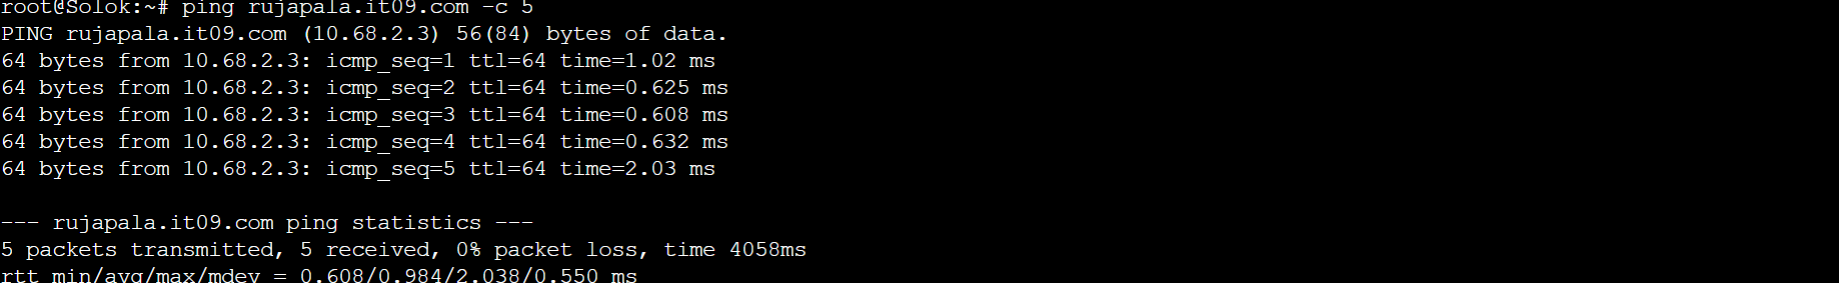 root@Solok:~# ping rujapala.it09.com -c 5
PING rujapala.it09.com (10.68.2.3) 56(84) bytes of data.
64 bytes from 10.68.2.3: icmp_seq=1 ttl=64 time=1.02 ms
64 bytes from 10.68.2.3: icmp_seq=2 ttl=64 time=0.625 ms
64 bytes from 10.68.2.3: icmp_seq=3 ttl=64 time=0.608 ms
64 bytes from 10.68.2.3: icmp_seq=4 ttl=64 time=0.632 ms
64 bytes from 10.68.2.3: icmp_seq=5 ttl=64 time=2.03 ms
--- rujapala.it09.com ping statistics ---
5 packets transmitted, 5 received, 0% packet loss, time 4058ms
rtt min/avg/max/mdev = 0.608/0.984/2.038/0.550 ms